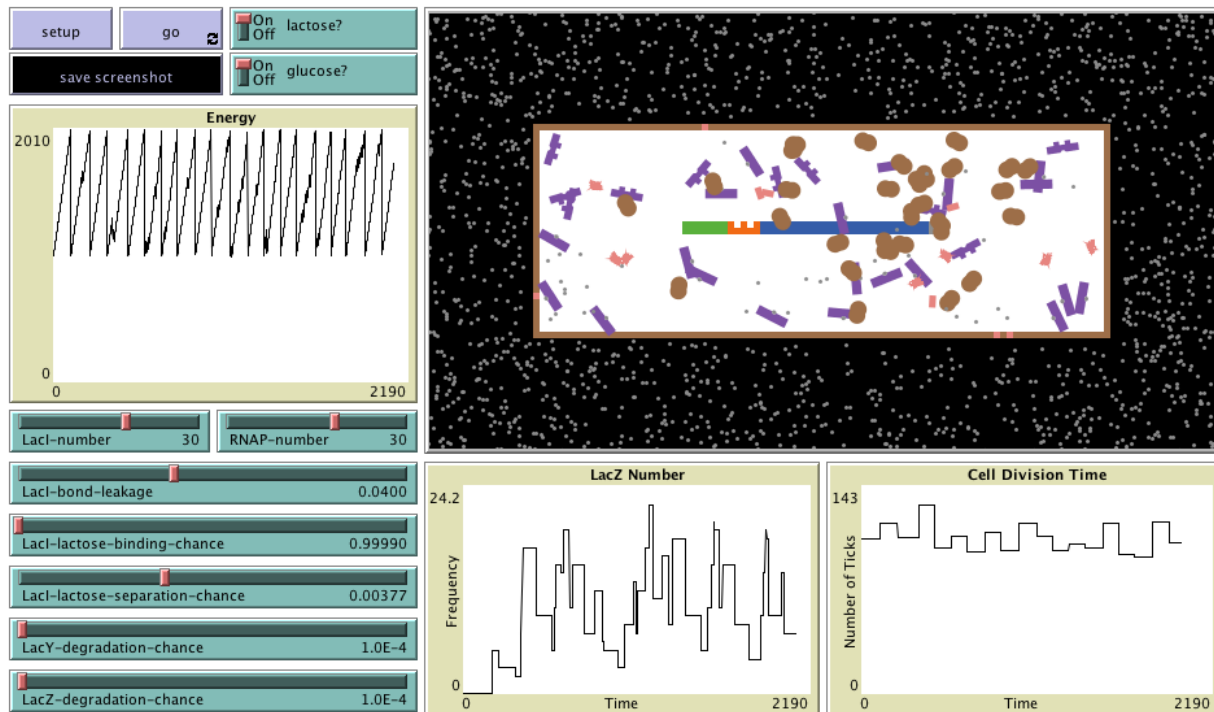 setup
go
On
Off
lactose?
save screenshot
On
Off
glucose?
Energy
2010
0
0
2190
LacI-number
30
RNAP-number
30
LacI-bond-leakage
0.0400
LacI-lactose-binding-chance
0.99990
LacI-lactose-separation-chance
0.00377
LacY-degradation-chance
1.0E-4
LacZ-degradation-chance
1.0E-4
LacZ Number
24.2
Frequency
0
0
Time
2190
Cell Division Time
143
Number of Ticks
0
0
Time
2190